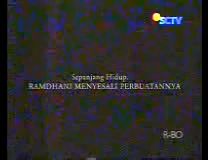 SCTV
Sepanjang Hidup,
RAMDHANI MENYESALI PERBUATANNYA
R-BO